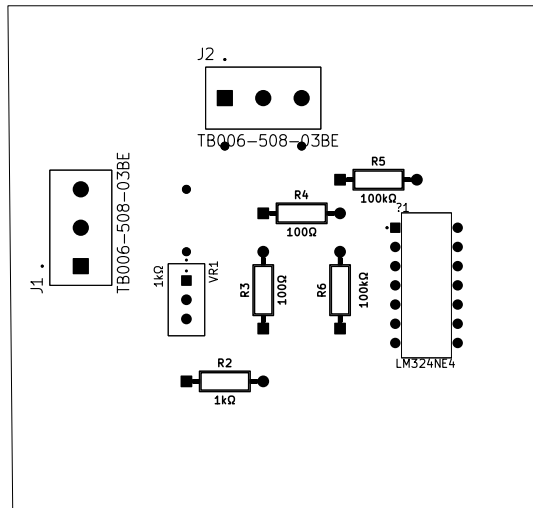 J2
TB006-508-03BE
R5
100kΩ
TB006-508-03BE
J1
R4
100Ω
?1
1kΩ
VR1
R3
100Ω
R6
100kΩ
LM324NE4
R2
1kΩ